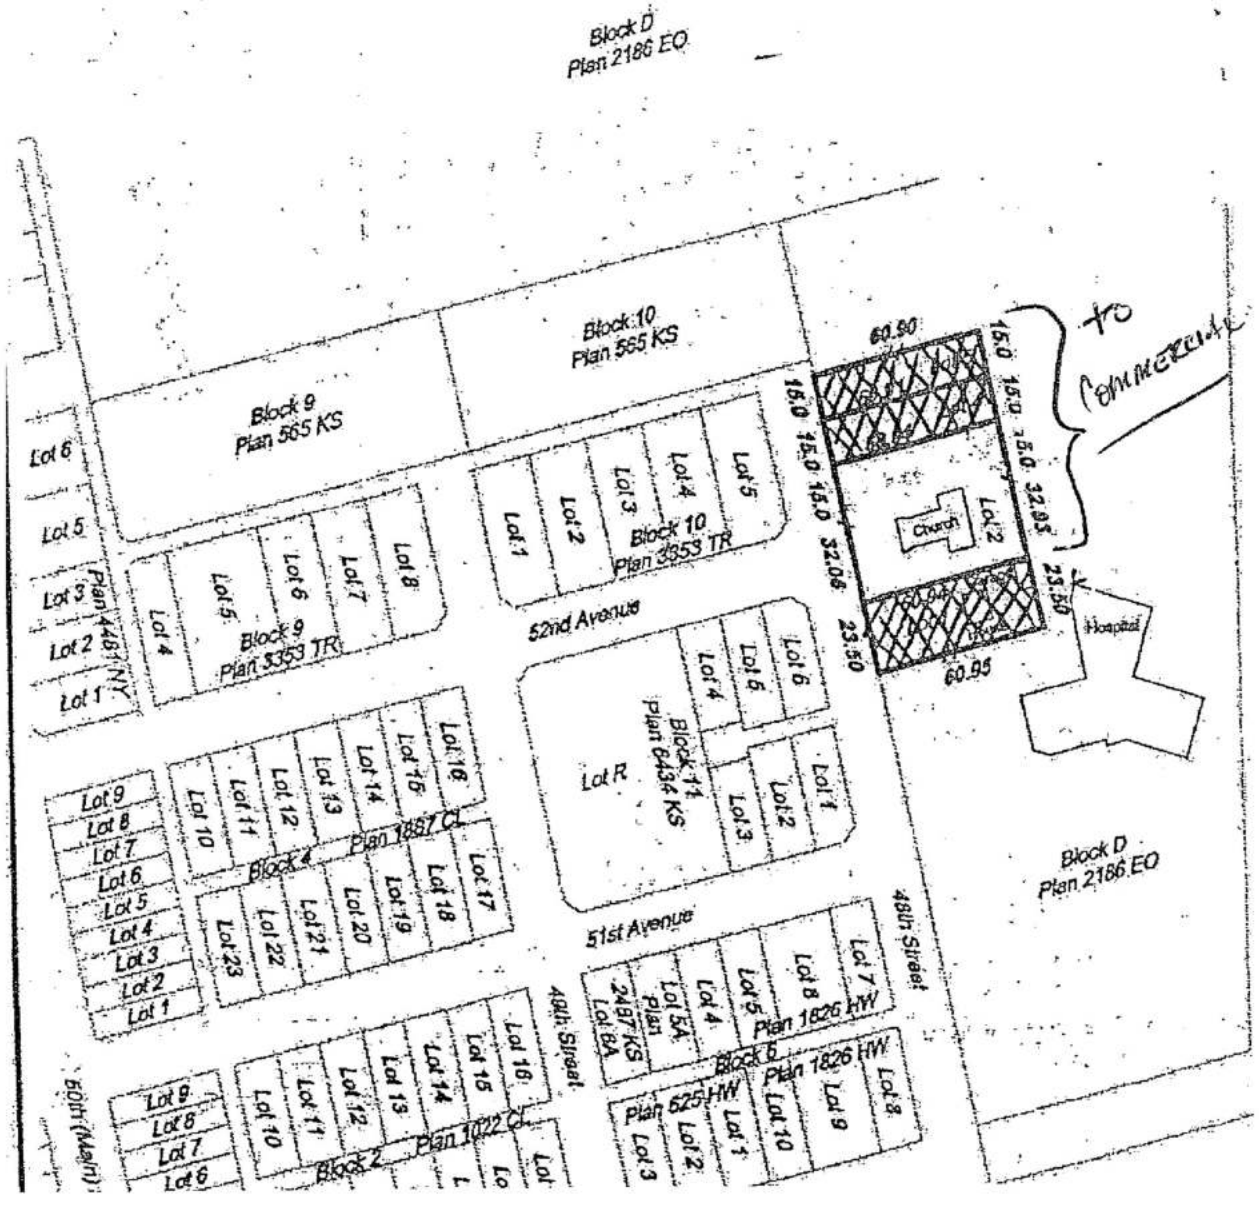 Block D
Plan 2186 EO
Block 10
Plan 565 KS
Block 9
Plan 565 KS
to
Commercial
60.90
15.0
15.0
15.0
32.93
23.50
15.0
15.0
15.0
32.06
23.50
60.95
60.94
Church
Lot 2
Hospital
Lot 6
Lot 5
Lot 3
Lot 2
Lot 1
Plan 4461 NY
Lot 4
Lot 5
Lot 6
Lot 7
Lot 8
Block 9
Plan 3353 TR
Lot 1
Lot 2
Lot 3
Lot 4
Lot 5
Block 10
Plan 3353 TR
52nd Avenue
Lot R
Lot 4
Lot 5
Lot 6
Block 11
Plan 6434 KS
Lot 3
Lot 2
Lot 1
51st Avenue
Block D
Plan 2186 EO
48th Street
Lot 9
Lot 8
Lot 7
Lot 6
Lot 5
Lot 4
Lot 3
Lot 2
Lot 1
Lot 10
Lot 11
Lot 12
Lot 13
Lot 14
Lot 15
Lot 16
Block 4
Plan 1887 CL
Lot 23
Lot 22
Lot 21
Lot 20
Lot 19
Lot 18
Lot 17
49th Street
Lot 6A
2487 KS
Plan
Lot 5A
Lot 4
Lot 5
Lot 8
Lot 7
Plan 1826 HW
Block 6
Plan 1826 HW
Plan 625 HW
Lot 3
Lot 2
Lot 1
Lot 10
Lot 9
Lot 8
50th (Main)
Lot 9
Lot 8
Lot 7
Lot 6
Lot 10
Lot 11
Lot 12
Lot 13
Lot 14
Lot 15
Lot 16
Block 2
Plan 1022 CL
L
Lo
Lot